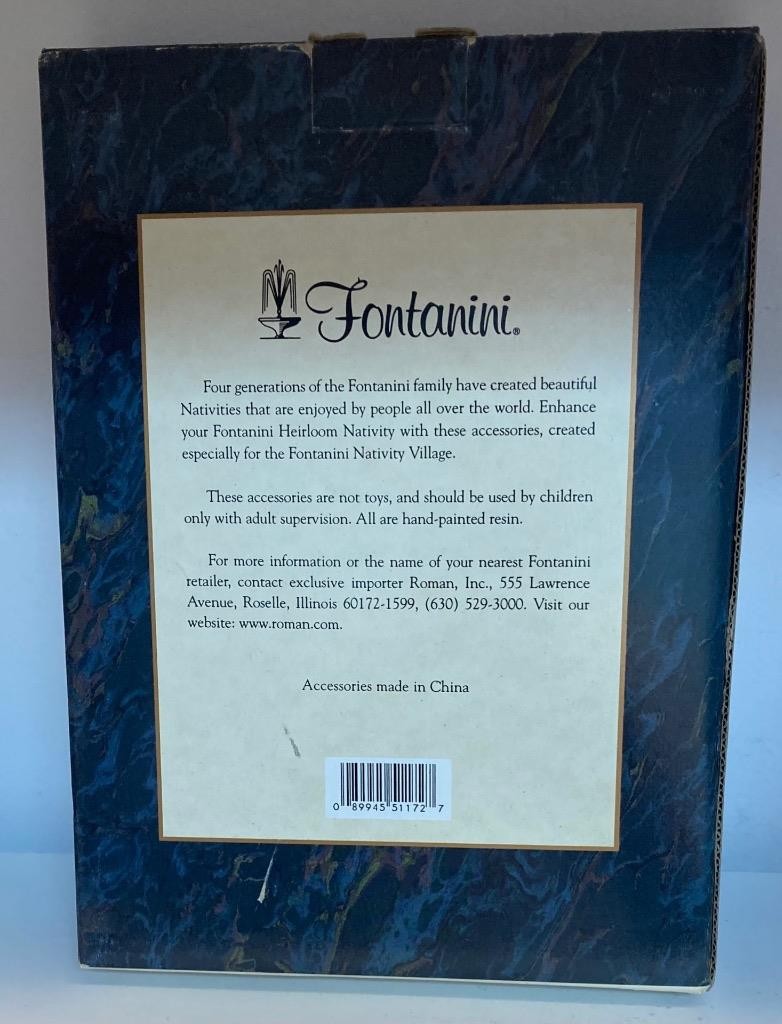 Fontanini®
Four generations of the Fontanini family have created beautiful
Nativities that are enjoyed by people all over the world. Enhance
your Fontanini Heirloom Nativity with these accessories, created
especially for the Fontanini Nativity Village.
These accessories are not toys, and should be used by children
only with adult supervision. All are hand-painted resin.
For more information or the name of your nearest Fontanini
retailer, contact exclusive importer Roman, Inc., 555 Lawrence
Avenue, Roselle, Illinois 60172-1599, (630) 529-3000. Visit our
website: www.roman.com.
Accessories made in China
0 89945 51172 7